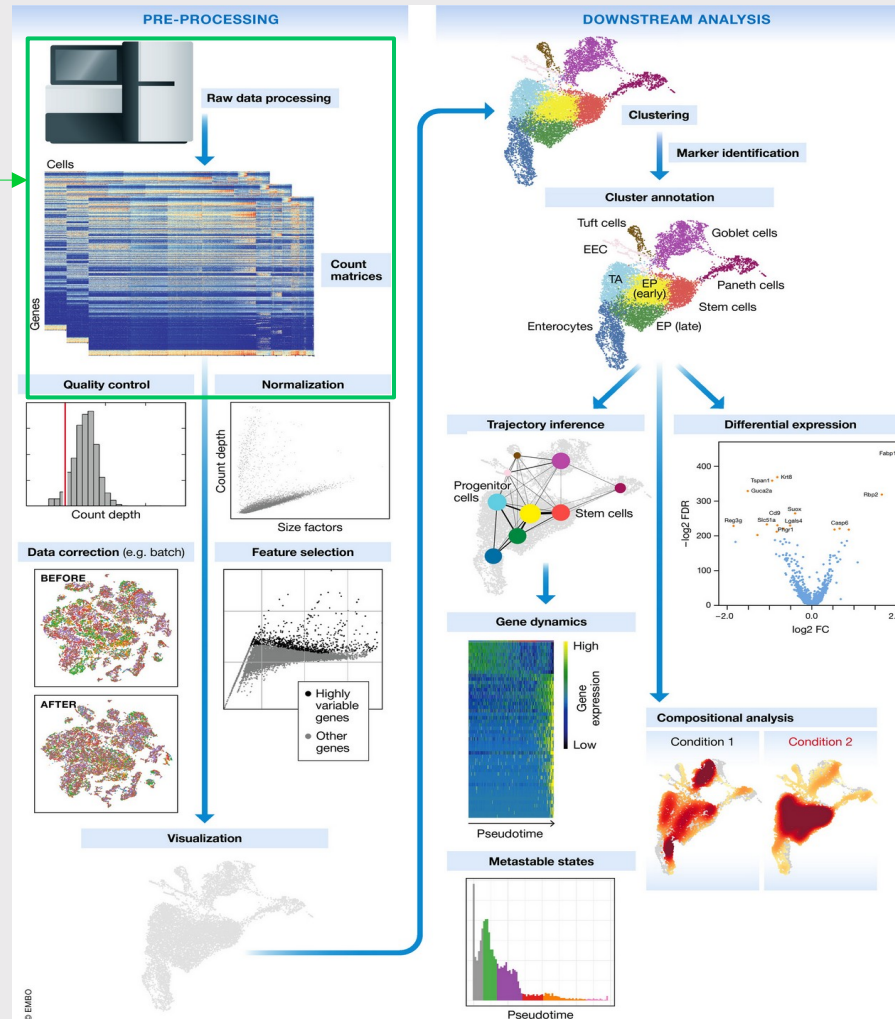 PRE-PROCESSING
Raw data processing
Cells
Genes
Count
matrices
Quality control
Normalization
Count depth
Count depth
Size factors
Data correction (e.g. batch)
Feature selection
BEFORE
AFTER
Highly
variable
genes
Other
genes
Visualization
© EMBO
DOWNSTREAM ANALYSIS
Clustering
Marker identification
Cluster annotation
Tuft cells
Goblet cells
EEC
TA
EP
(early)
Paneth cells
Stem cells
Enterocytes
EP (late)
Trajectory inference
Progenitor
cells
Stem cells
Differential expression
Fabp1
400
Tspan1
Krt8
Guca2a
Rbp2
Suox
Cd9
Reg3g
Slc51a
Lgals4
Casp6
200
Pfigr1
−log2 FDR
0
−2.0
0.0
2.
log2 FC
Gene dynamics
High
Gene
expression
Low
Pseudotime
Compositional analysis
Condition 1
Condition 2
Metastable states
Pseudotime